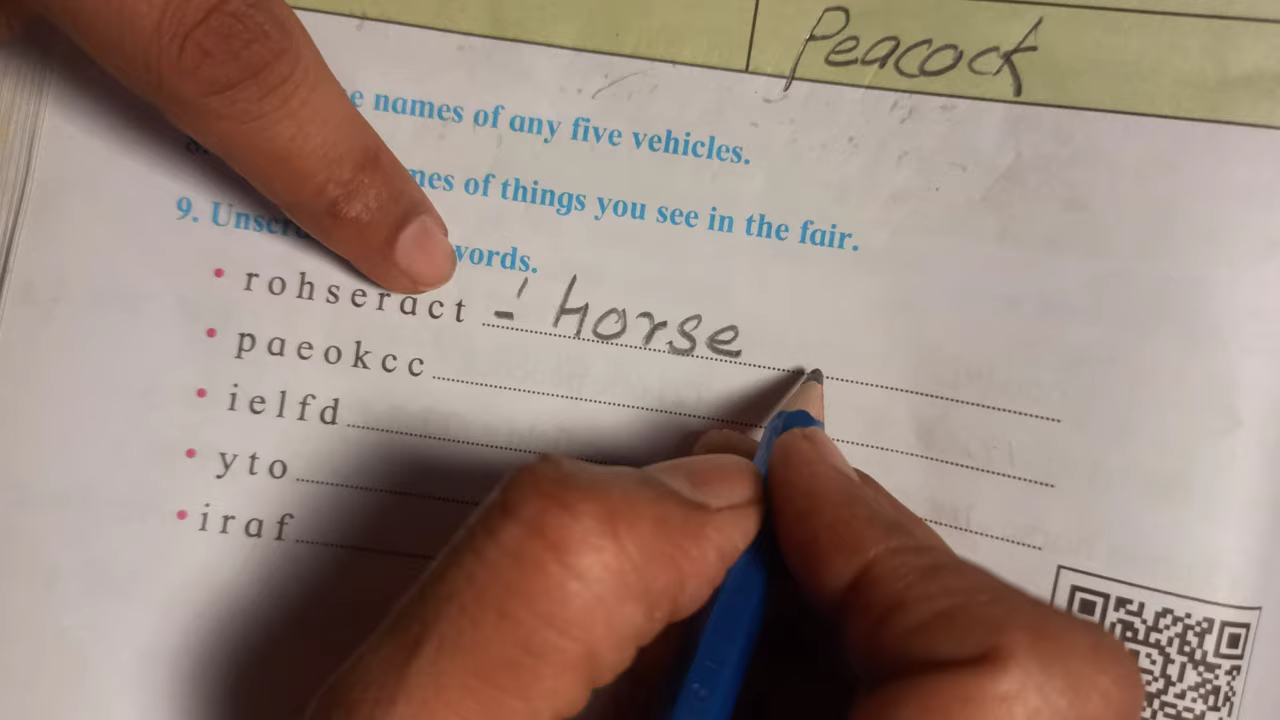 Peacock
e names of any five vehicles.
mes of things you see in the fair.
9. words.
rohseract - horse
paeokcc
ielfd
yto
iraf